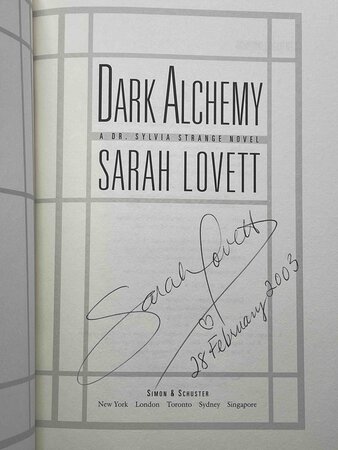 DARK ALCHEMY
A DR. SYLVIA STRANGE NOVEL
SARAH LOVETT
Sarah Lovett
28 February 2003
SIMON & SCHUSTER
New York London Toronto Sydney Singapore